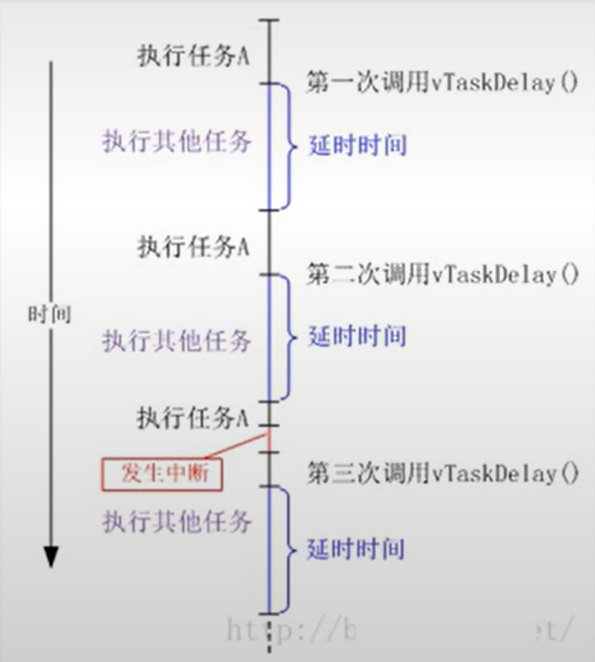 执行任务A
第一次调用vTaskDelay()
执行其他任务
延时时间
执行任务A
第二次调用vTaskDelay()
时间
执行其他任务
延时时间
执行任务A
发生中断
第三次调用vTaskDelay()
执行其他任务
延时时间
http://b
et/